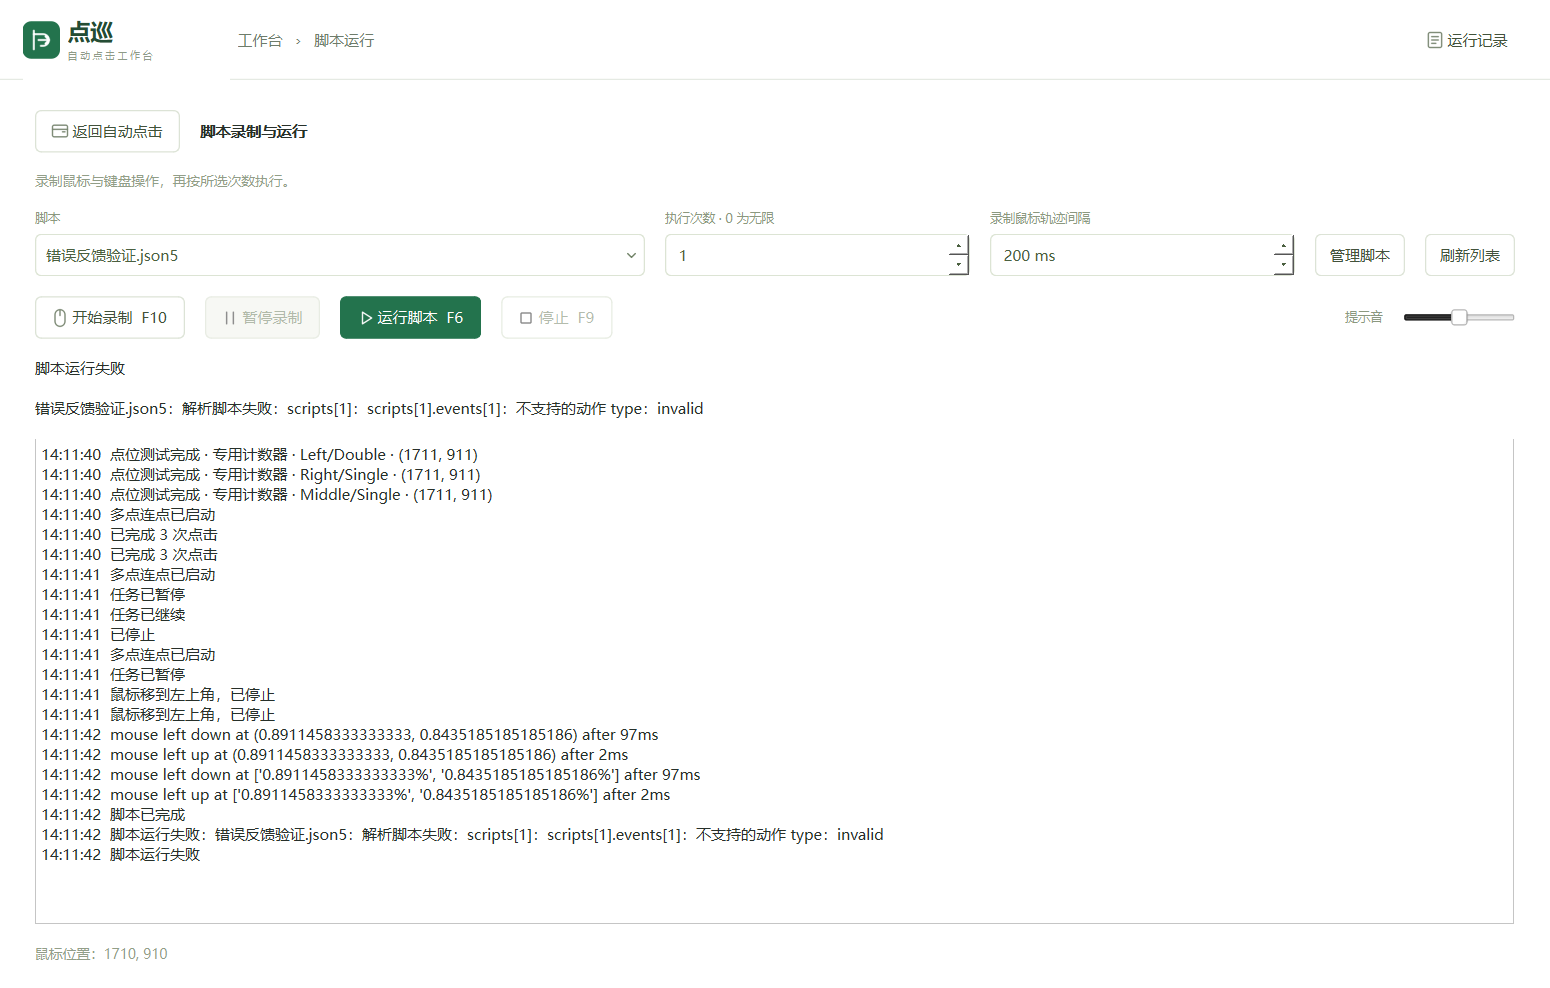 点巡
自动点击工作台
工作台 › 脚本运行
运行记录
返回自动点击
脚本录制与运行
录制鼠标与键盘操作，再按所选次数执行。
脚本
执行次数 · 0 为无限
录制鼠标轨迹间隔
错误反馈验证.json5
1
200 ms
管理脚本
刷新列表
开始录制 F10
暂停录制
运行脚本 F6
停止 F9
提示音
脚本运行失败
错误反馈验证.json5：解析脚本失败：scripts[1]：scripts[1].events[1]：不支持的动作 type：invalid
14:11:40 点位测试完成 · 专用计数器 · Left/Double · (1711, 911)
14:11:40 点位测试完成 · 专用计数器 · Right/Single · (1711, 911)
14:11:40 点位测试完成 · 专用计数器 · Middle/Single · (1711, 911)
14:11:40 多点连点已启动
14:11:40 已完成 3 次点击
14:11:40 已完成 3 次点击
14:11:41 多点连点已启动
14:11:41 任务已暂停
14:11:41 任务已继续
14:11:41 已停止
14:11:41 多点连点已启动
14:11:41 任务已暂停
14:11:41 鼠标移到左上角，已停止
14:11:41 鼠标移到左上角，已停止
14:11:42 mouse left down at (0.8911458333333333, 0.8435185185185186) after 97ms
14:11:42 mouse left up at (0.8911458333333333, 0.8435185185185186) after 2ms
14:11:42 mouse left down at ['0.8911458333333333%', '0.8435185185185186%'] after 97ms
14:11:42 mouse left up at ['0.8911458333333333%', '0.8435185185185186%'] after 2ms
14:11:42 脚本已完成
14:11:42 脚本运行失败：错误反馈验证.json5：解析脚本失败：scripts[1]：scripts[1].events[1]：不支持的动作 type：invalid
14:11:42 脚本运行失败
鼠标位置：1710, 910